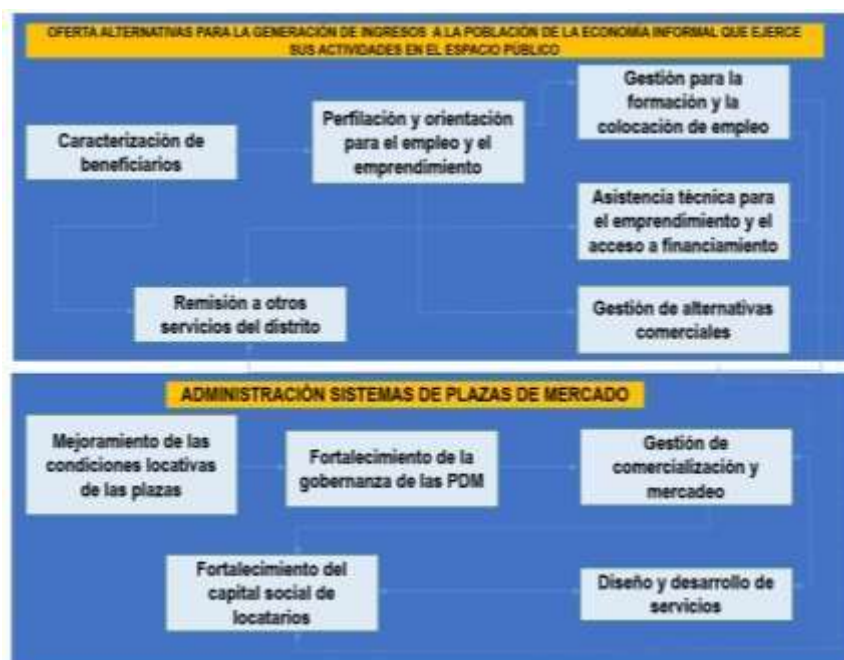 OFERTA ALTERNATIVAS PARA LA GENERACIÓN DE INGRESOS A LA POBLACIÓN DE LA ECONOMÍA INFORMAL QUE EJERCE
SUS ACTIVIDADES EN EL ESPACIO PÚBLICO
Caracterización de
beneficiarios
Perfilación y orientación
para el empleo y el
emprendimiento
Gestión para la
formación y la
colocación de empleo
Asistencia técnica para
el emprendimiento y el
acceso a financiamiento
Remisión a otros
servicios del distrito
Gestión de alternativas
comerciales
ADMINISTRACIÓN SISTEMAS DE PLAZAS DE MERCADO
Mejoramiento de las
condiciones locativas
de las plazas
Fortalecimiento de la
gobernanza de las PDM
Gestión de
comercialización y
mercadeo
Fortalecimiento del
capital social de
locatarios
Diseño y desarrollo de
servicios